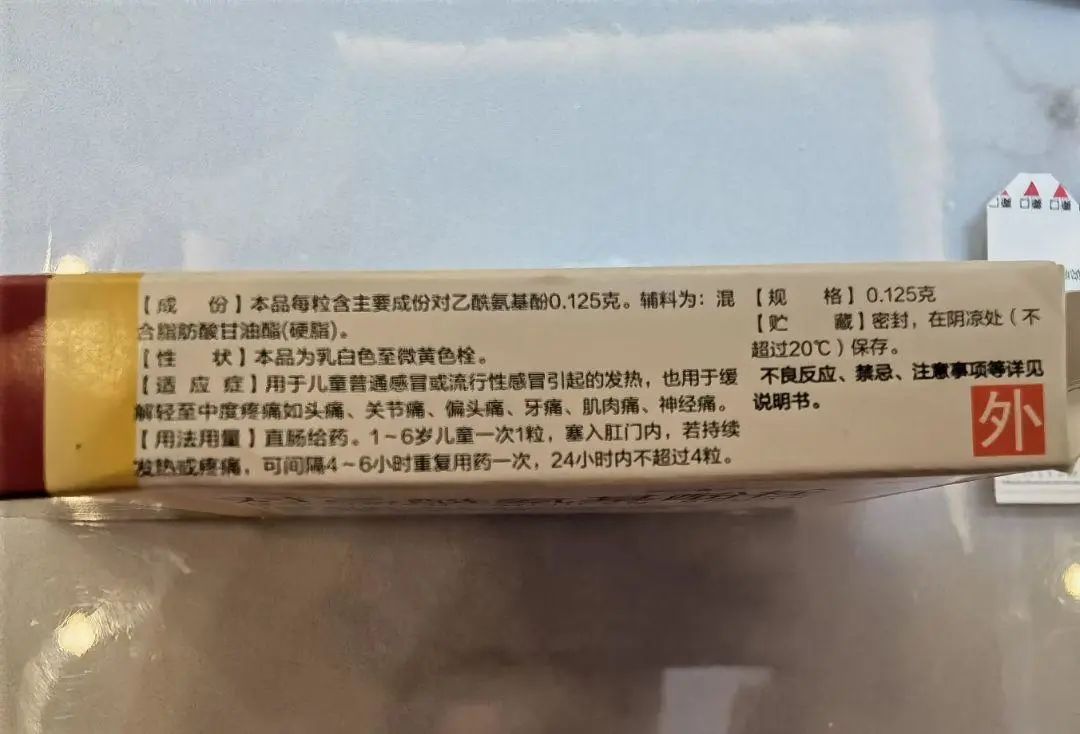 【成 份】本品每粒含主要成份对乙酰氨基酚0.125克。辅料为：混
合脂肪酸甘油酯(硬脂)。
【性 状】本品为乳白色至微黄色栓。
【适 应 症】用于儿童普通感冒或流行性感冒引起的发热，也用于缓
解轻至中度疼痛如头痛、关节痛、偏头痛、牙痛、肌肉痛、神经痛。
【用法用量】直肠给药。1~6岁儿童一次1粒，塞入肛门内，若持续
发热或疼痛，可间隔4~6小时重复用药一次，24小时内不超过4粒。
【规 格】0.125克
【贮 藏】密封，在阴凉处（不
超过20℃）保存。
不良反应、禁忌、注意事项等详见
说明书。
外